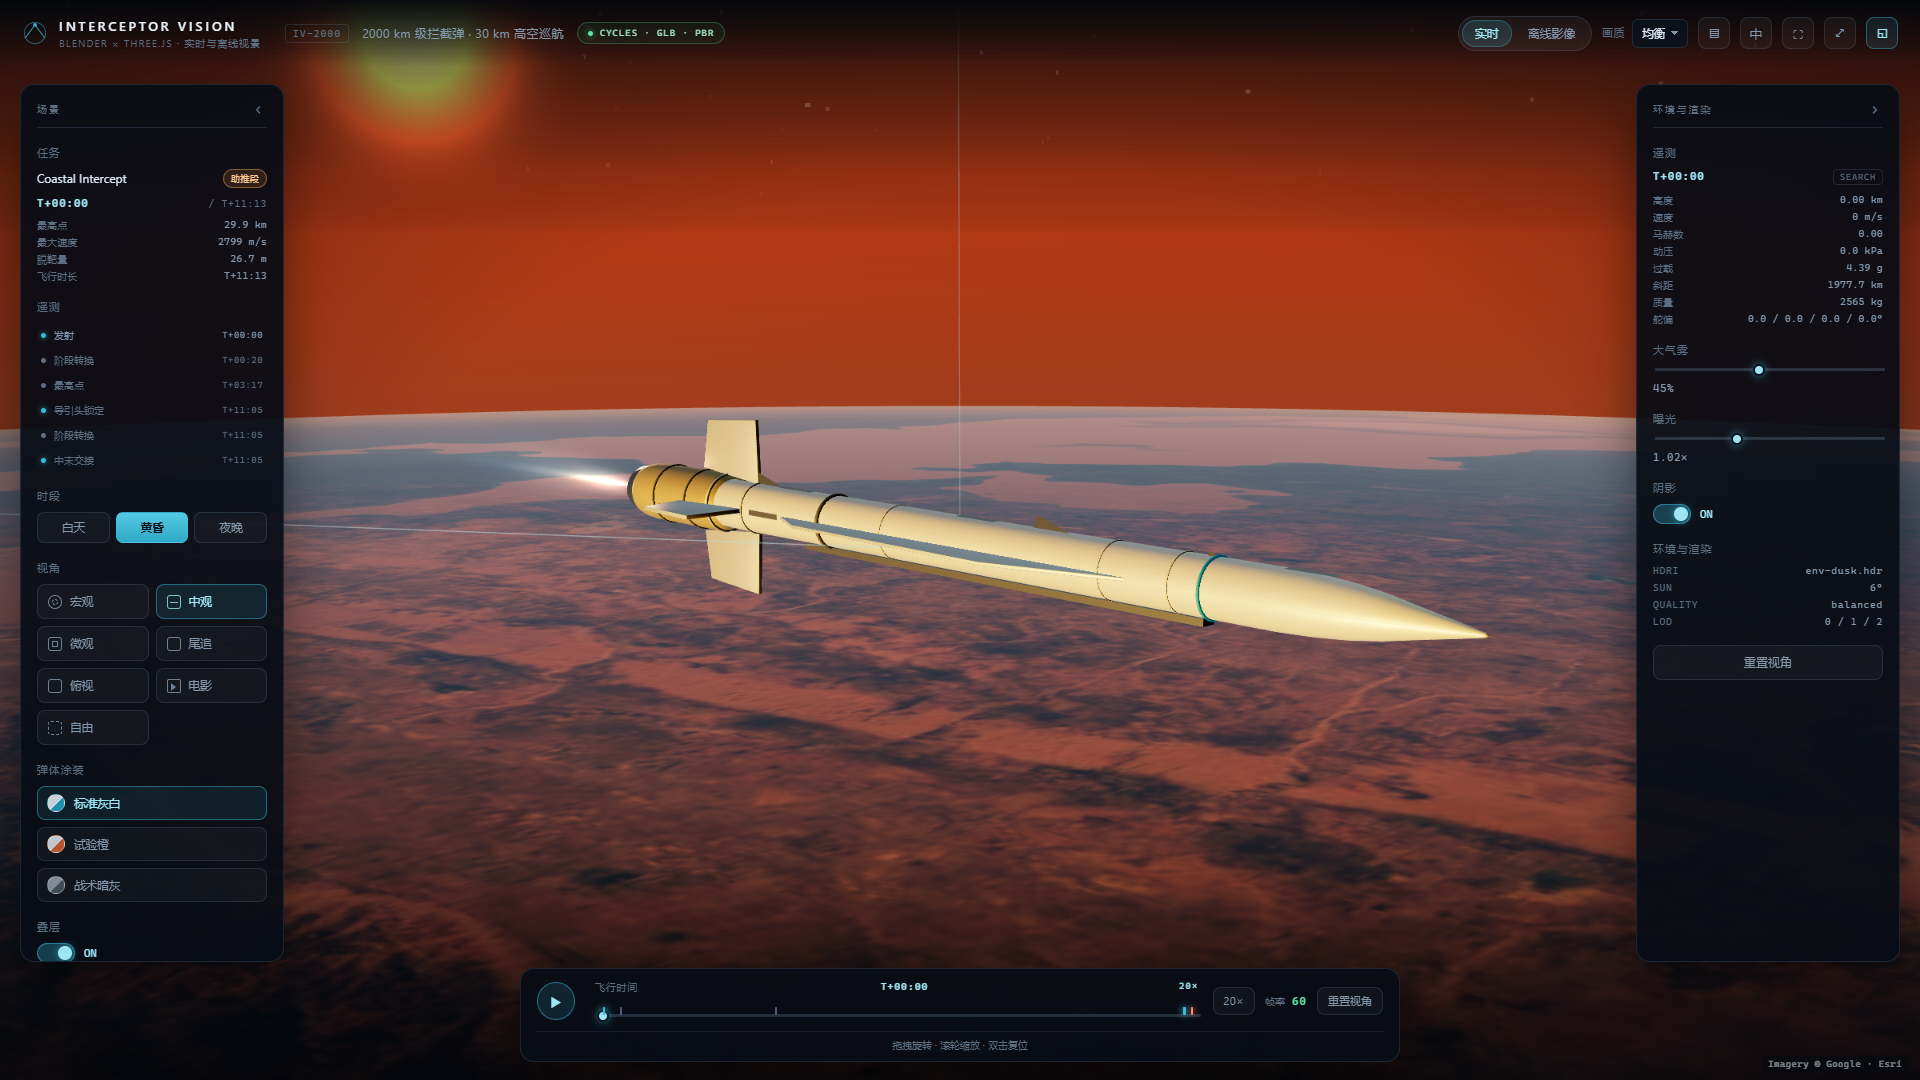 INTERCEPTOR VISION
BLENDER × THREE.JS · 实时与离线视景
IV-2000
2000 km 级拦截弹 · 30 km 高空巡航
CYCLES · GLB · PBR
实时
离线影像
画质
均衡
中
场景
任务
Coastal Intercept
助推段
T+00:00
/ T+11:13
最高点
29.9 km
最大速度
2799 m/s
脱靶量
26.7 m
飞行时长
T+11:13
遥测
发射
T+00:00
阶段转换
T+00:20
最高点
T+03:17
导引头锁定
T+11:05
阶段转换
T+11:05
中末交接
T+11:05
时段
白天
黄昏
夜晚
视角
宏观
中观
微观
尾追
俯视
电影
自由
弹体涂装
标准灰白
试验橙
战术暗灰
叠层
ON
环境与渲染
遥测
T+00:00
SEARCH
高度
0.00 km
速度
0 m/s
马赫数
0.00
动压
0.0 kPa
过载
4.39 g
斜距
1977.7 km
质量
2565 kg
舵偏
0.0 / 0.0 / 0.0 / 0.0°
大气雾
45%
曝光
1.02×
阴影
ON
环境与渲染
HDRI
env-dusk.hdr
SUN
6°
QUALITY
balanced
LOD
0 / 1 / 2
重置视角
飞行时间
T+00:00
20×
20×
帧率 60
重置视角
拖拽旋转 · 滚轮缩放 · 双击复位
Imagery © Google · Esri